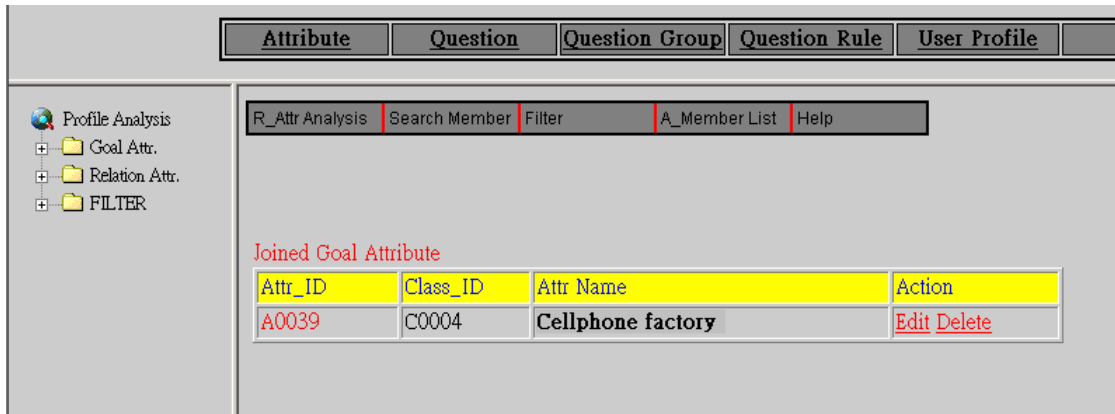 Attribute Question Question Group Question Rule User Profile
Profile Analysis
Goal Attr.
Relation Attr.
FILTER
R_Attr Analysis Search Member Filter A_Member List Help
Joined Goal Attribute
Attr_ID Class_ID Attr Name Action
A0039 C0004 Cellphone factory Edit Delete